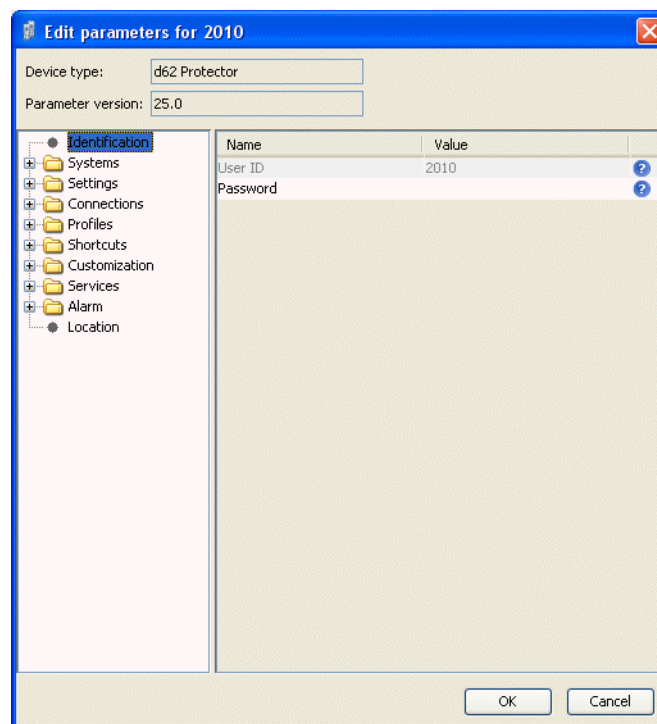 Edit parameters for 2010
Device type: d62 Protector
Parameter version: 25.0
Identification
Systems
Settings
Connections
Profiles
Shortcuts
Customization
Services
Alarm
Location
Name Value
User ID 2010 ?
Password ?
OK Cancel